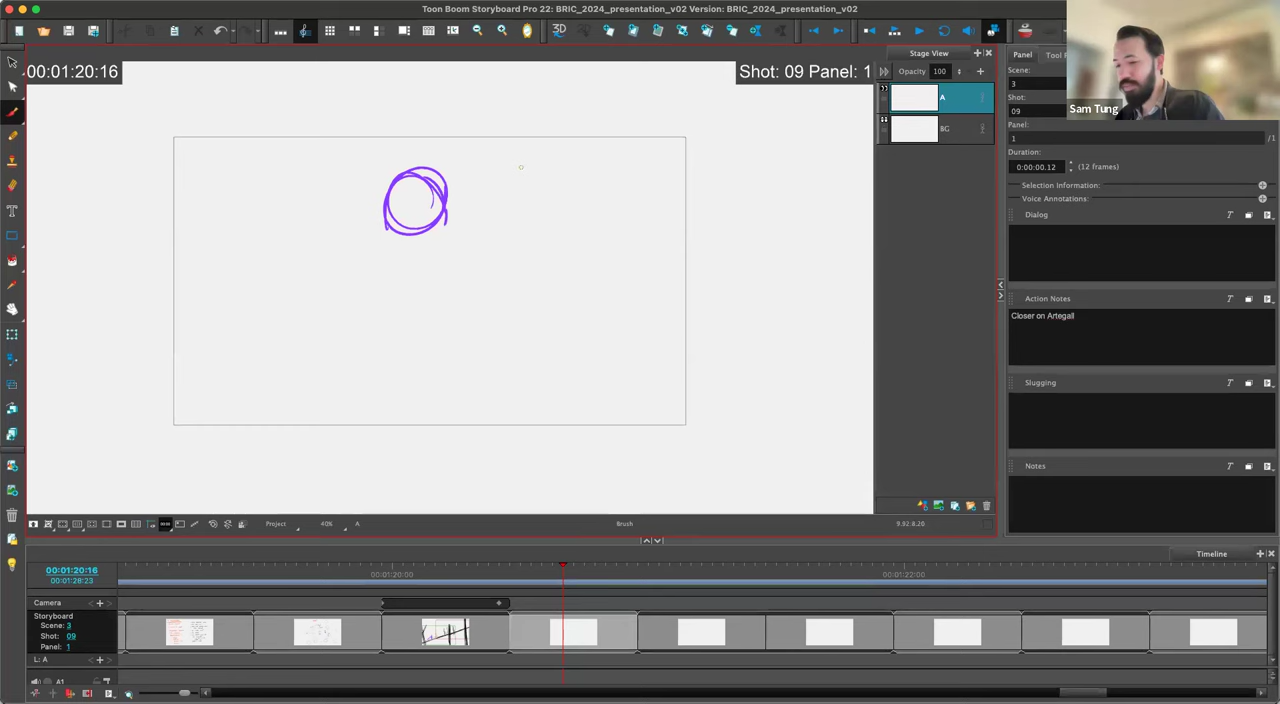 Toon Boom Storyboard Pro 22: BRIC_2024_presentation_v02 Version: BRIC_2024_presentation_v02
00:01:20:16
Shot: 09 Panel: 1
Stage View
Opacity 100
A
BG
Panel
Scene:
3
Shot:
09
Panel:
1
/1
Duration:
0:00:00.12 (12 frames)
Selection Information:
Voice Annotations:
Dialog
Action Notes
Closer on Artegall
Slugging
Notes
Sam Tung
Project
40%
A
Brush
9.92.8,20
Timeline
00:01:20:16
00:01:20:00
00:01:22:00
Camera
Storyboard
Scene: 3
Shot: 09
Panel: 1
L: A
A1
3D